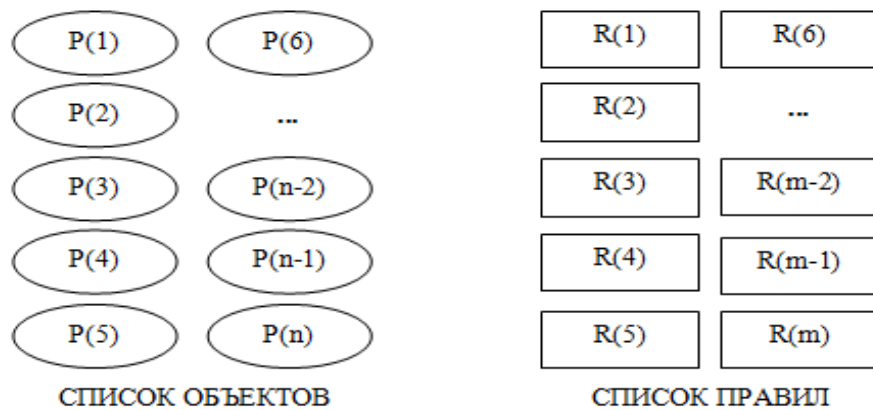 P(1) P(6) R(1) R(6)
P(2) ... R(2) ...
P(3) P(n-2) R(3) R(m-2)
P(4) P(n-1) R(4) R(m-1)
P(5) P(n) R(5) R(m)
СПИСОК ОБЪЕКТОВ СПИСОК ПРАВИЛ